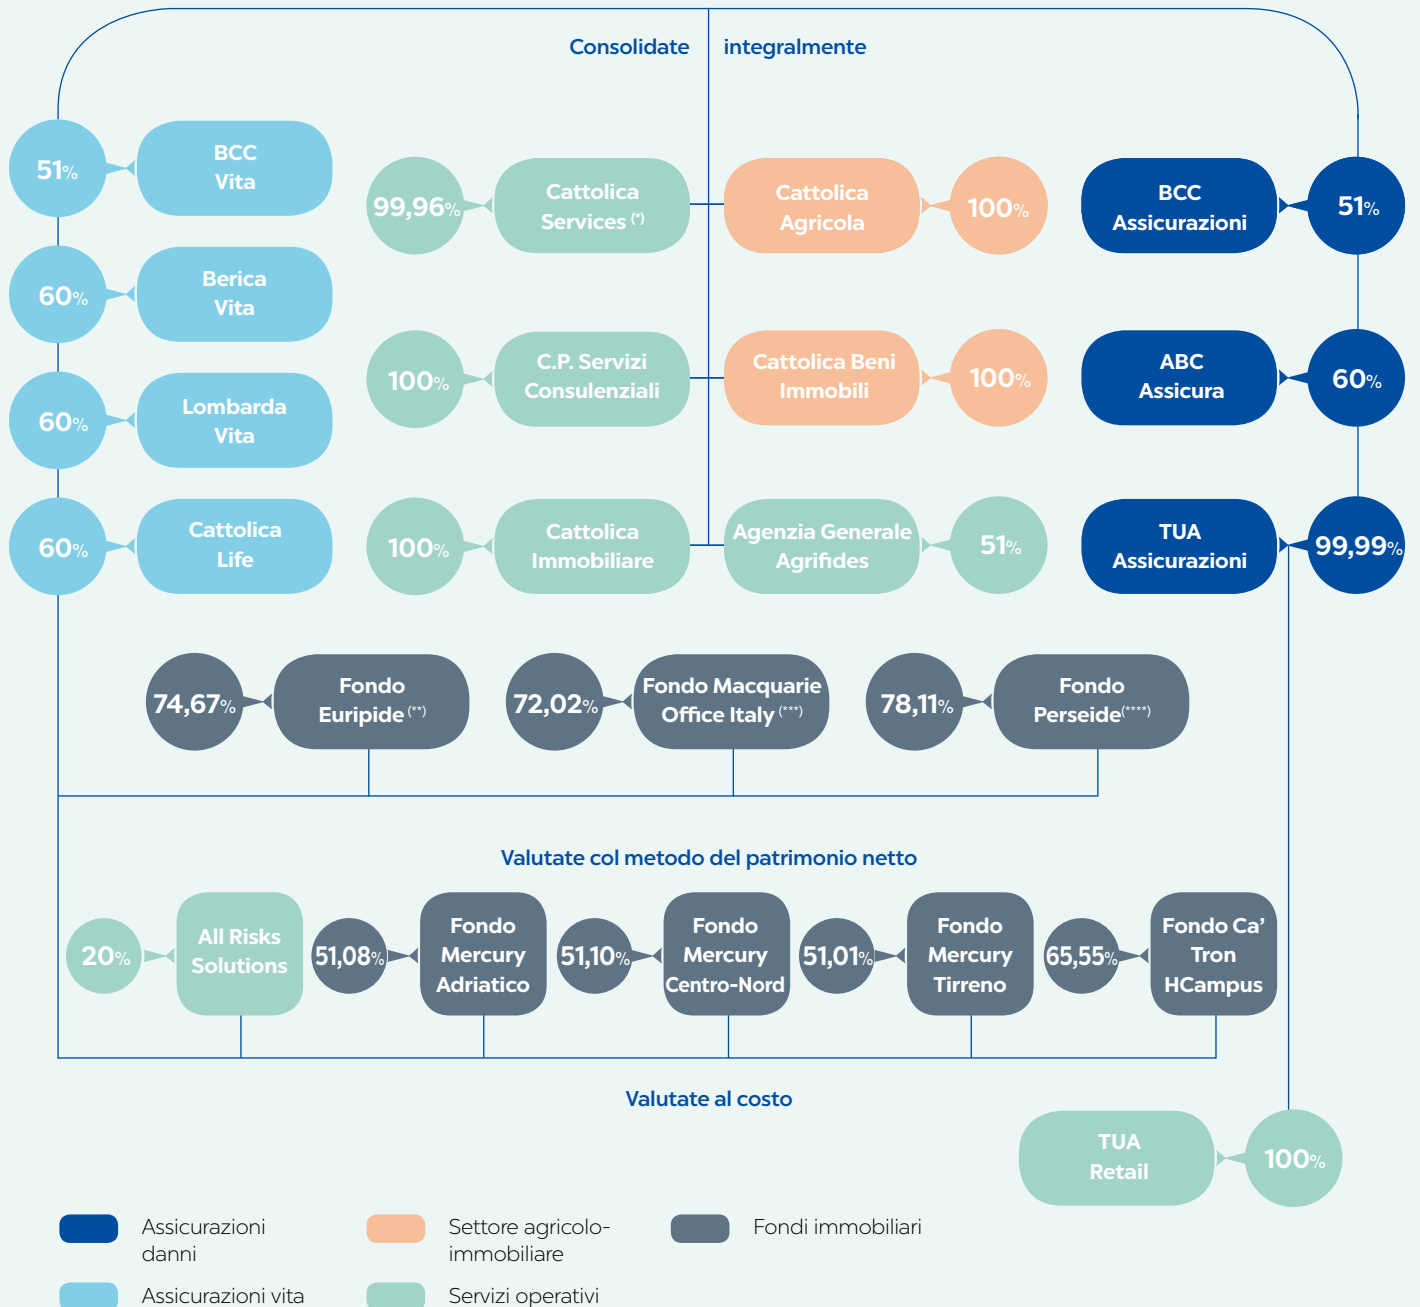 Consolidate integralmente
51%
BCC
Vita
60%
Berica
Vita
60%
Lombarda
Vita
60%
Cattolica
Life
99,96%
Cattolica
Services (*)
100%
C.P. Servizi
Consulenziali
100%
Cattolica
Immobiliare
Cattolica
Agricola
100%
Cattolica Beni
Immobili
100%
Agenzia Generale
Agrifides
51%
BCC
Assicurazioni
51%
ABC
Assicura
60%
TUA
Assicurazioni
99,99%
74,67%
Fondo
Euripide (**)
72,02%
Fondo Macquarie
Office Italy (***)
78,11%
Fondo
Perseide(****)
Valutate col metodo del patrimonio netto
20%
All Risks
Solutions
51,08%
Fondo
Mercury
Adriatico
51,10%
Fondo
Mercury
Centro-Nord
51,01%
Fondo
Mercury
Tirreno
65,55%
Fondo Ca’
Tron
HCampus
Valutate al costo
TUA
Retail
100%
Assicurazioni
danni
Settore agricolo-
immobiliare
Fondi immobiliari
Assicurazioni vita
Servizi operativi